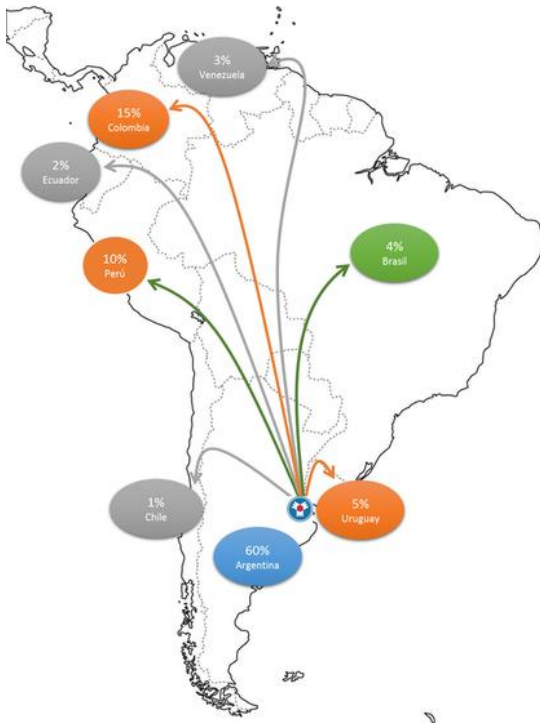 3%
Venezuela
15%
Colombia
2%
Ecuador
4%
Brasil
10%
Perú
1%
Chile
5%
Uruguay
60%
Argentina